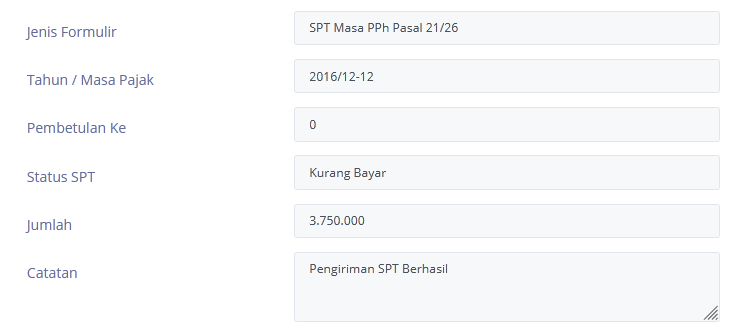 Jenis Formulir
SPT Masa PPh Pasal 21/26
Tahun / Masa Pajak
2016/12-12
Pembetulan Ke
0
Status SPT
Kurang Bayar
Jumlah
3.750.000
Catatan
Pengiriman SPT Berhasil